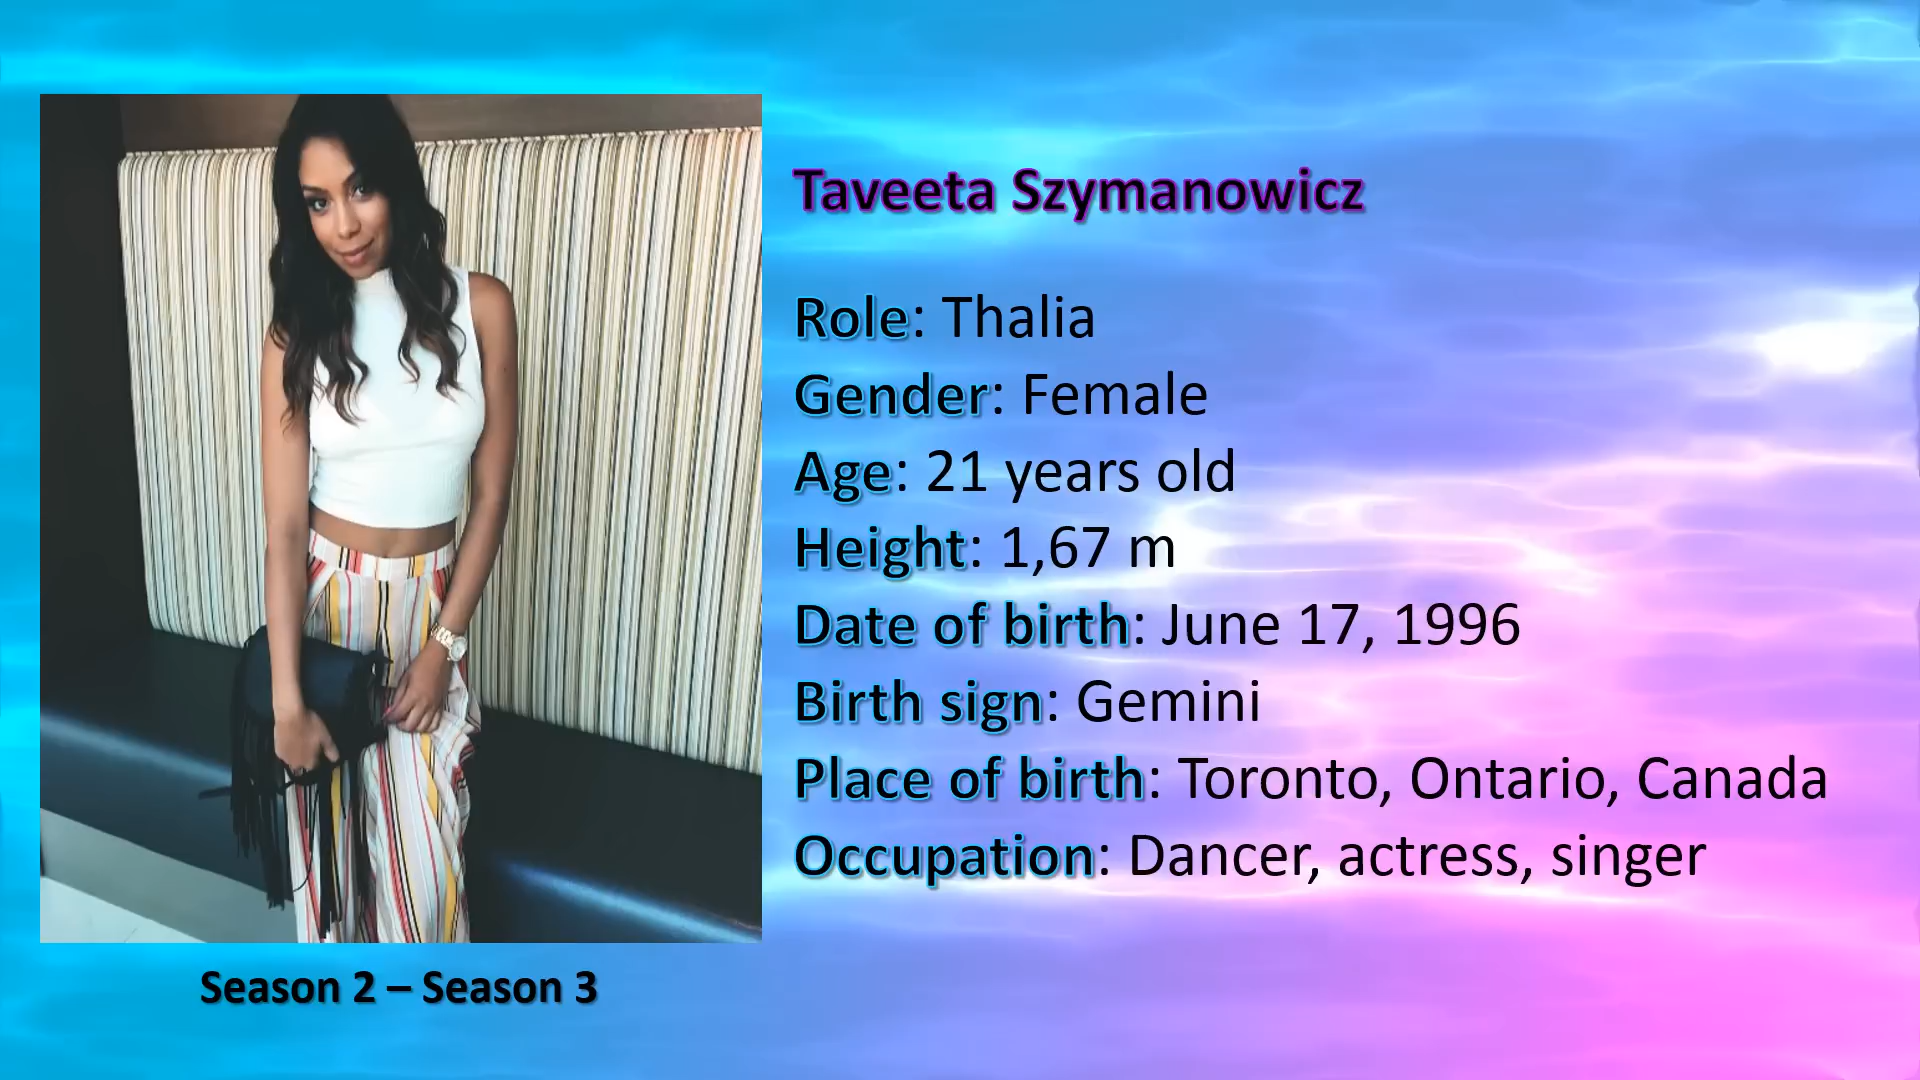 Taveeta Szymanowicz
Role: Thalia
Gender: Female
Age: 21 years old
Height: 1,67 m
Date of birth: June 17, 1996
Birth sign: Gemini
Place of birth: Toronto, Ontario, Canada
Occupation: Dancer, actress, singer
Season 2 – Season 3